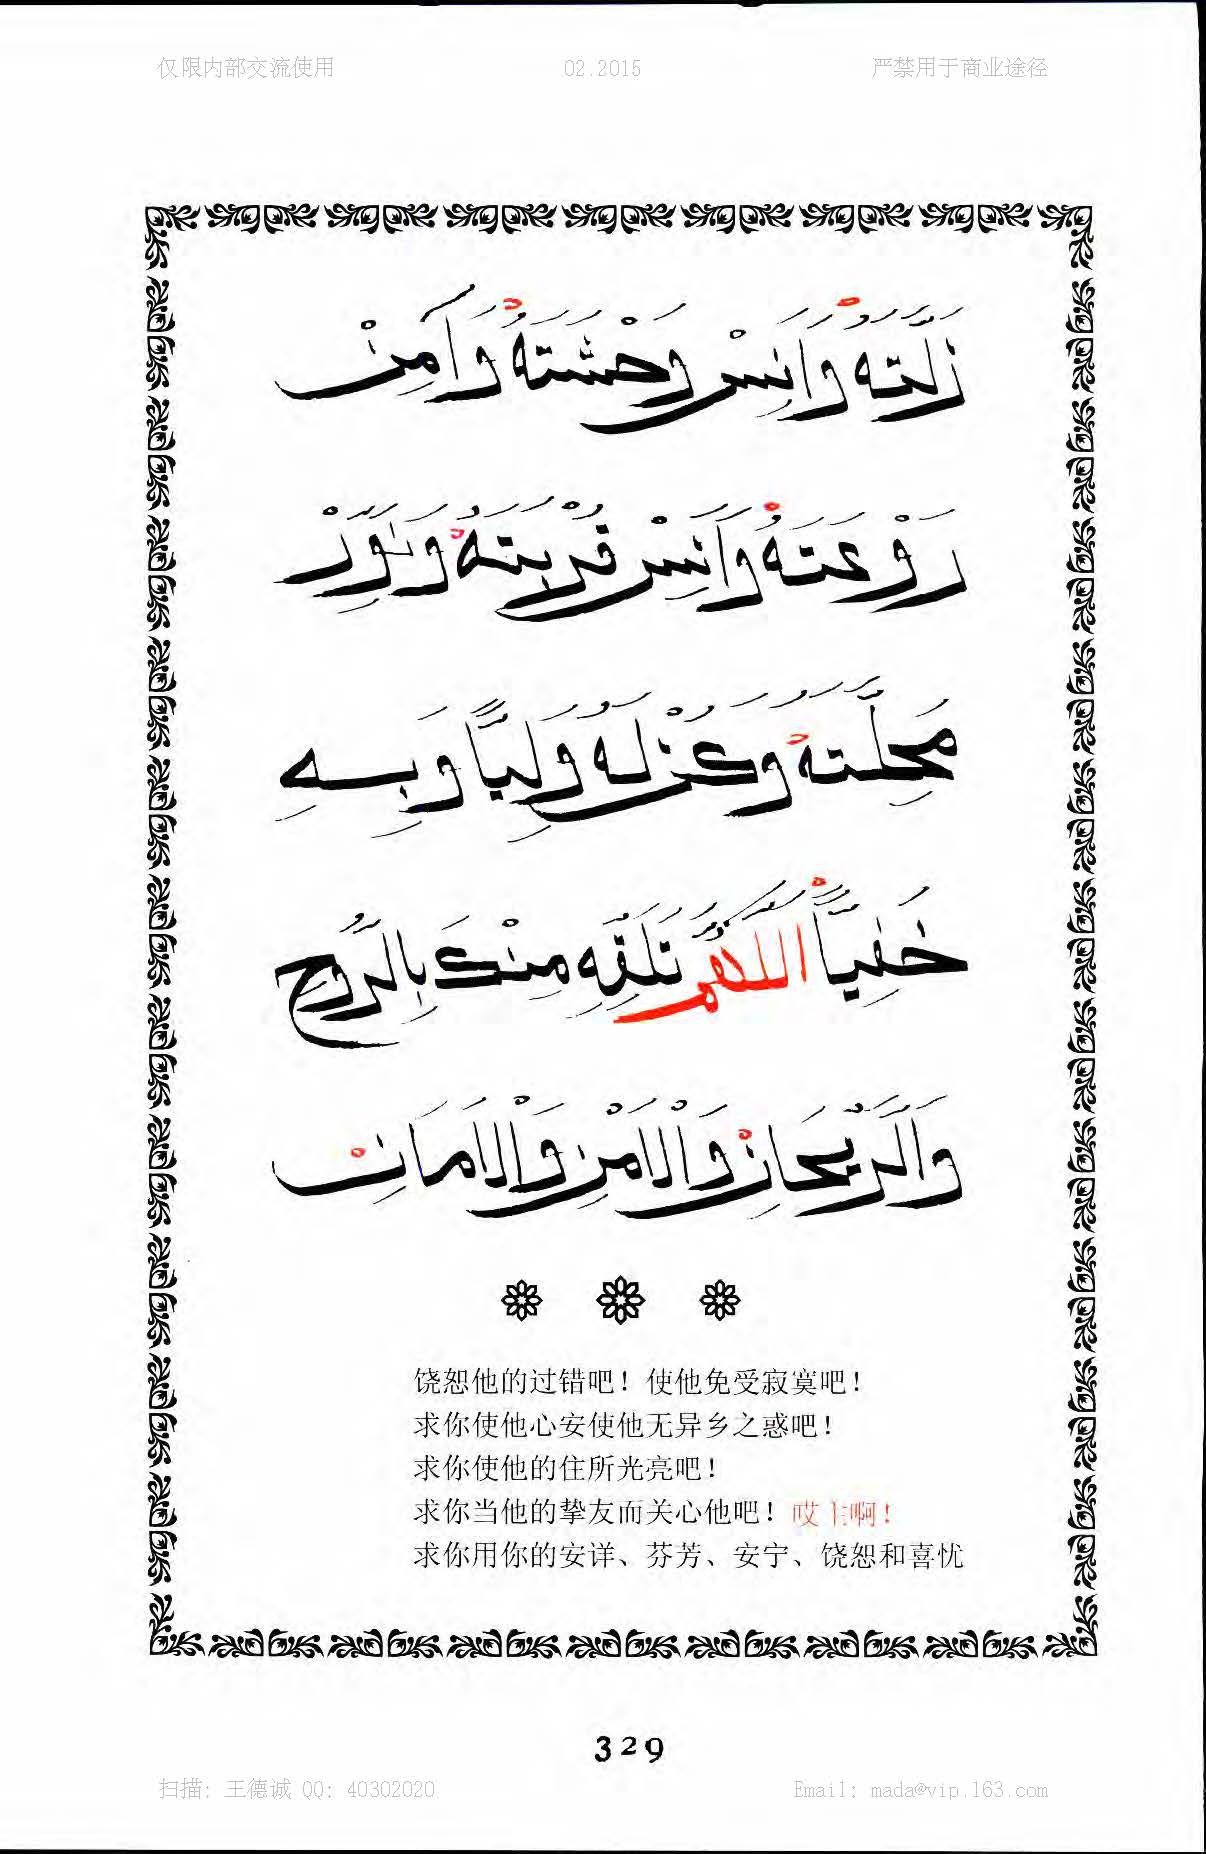 仅限内部交流使用 02.2015 严禁用于商业途径
زَلَّتَهُ وَانِسْ وَحْشَتَهُ وَآمِنْ
رَوْعَتَهُ وَانِسْ غُرْبَتَهُ وَنَوِّرْ
مَحِلَّتَهُ وَكُنْ لَهُ وَلِيًّا وَبِهِ
حَفِيًّا اَللّٰهُمَّ تَلَقَّهِ مِنْكَ بِالرَّوْحِ
وَالرَّيْحَانِ وَالْاَمْنِ وَالْاَمَانِ
饶恕他的过错吧！使他免受寂寞吧！
求你使他心安使他无异乡之惑吧！
求你使他的住所光亮吧！
求你当他的挚友而关心他吧！哎主啊！
求你用你的安详、芬芳、安宁、饶恕和喜忧
329
扫描: 王德诚 QQ: 40302020 Email: mada@vip.163.com